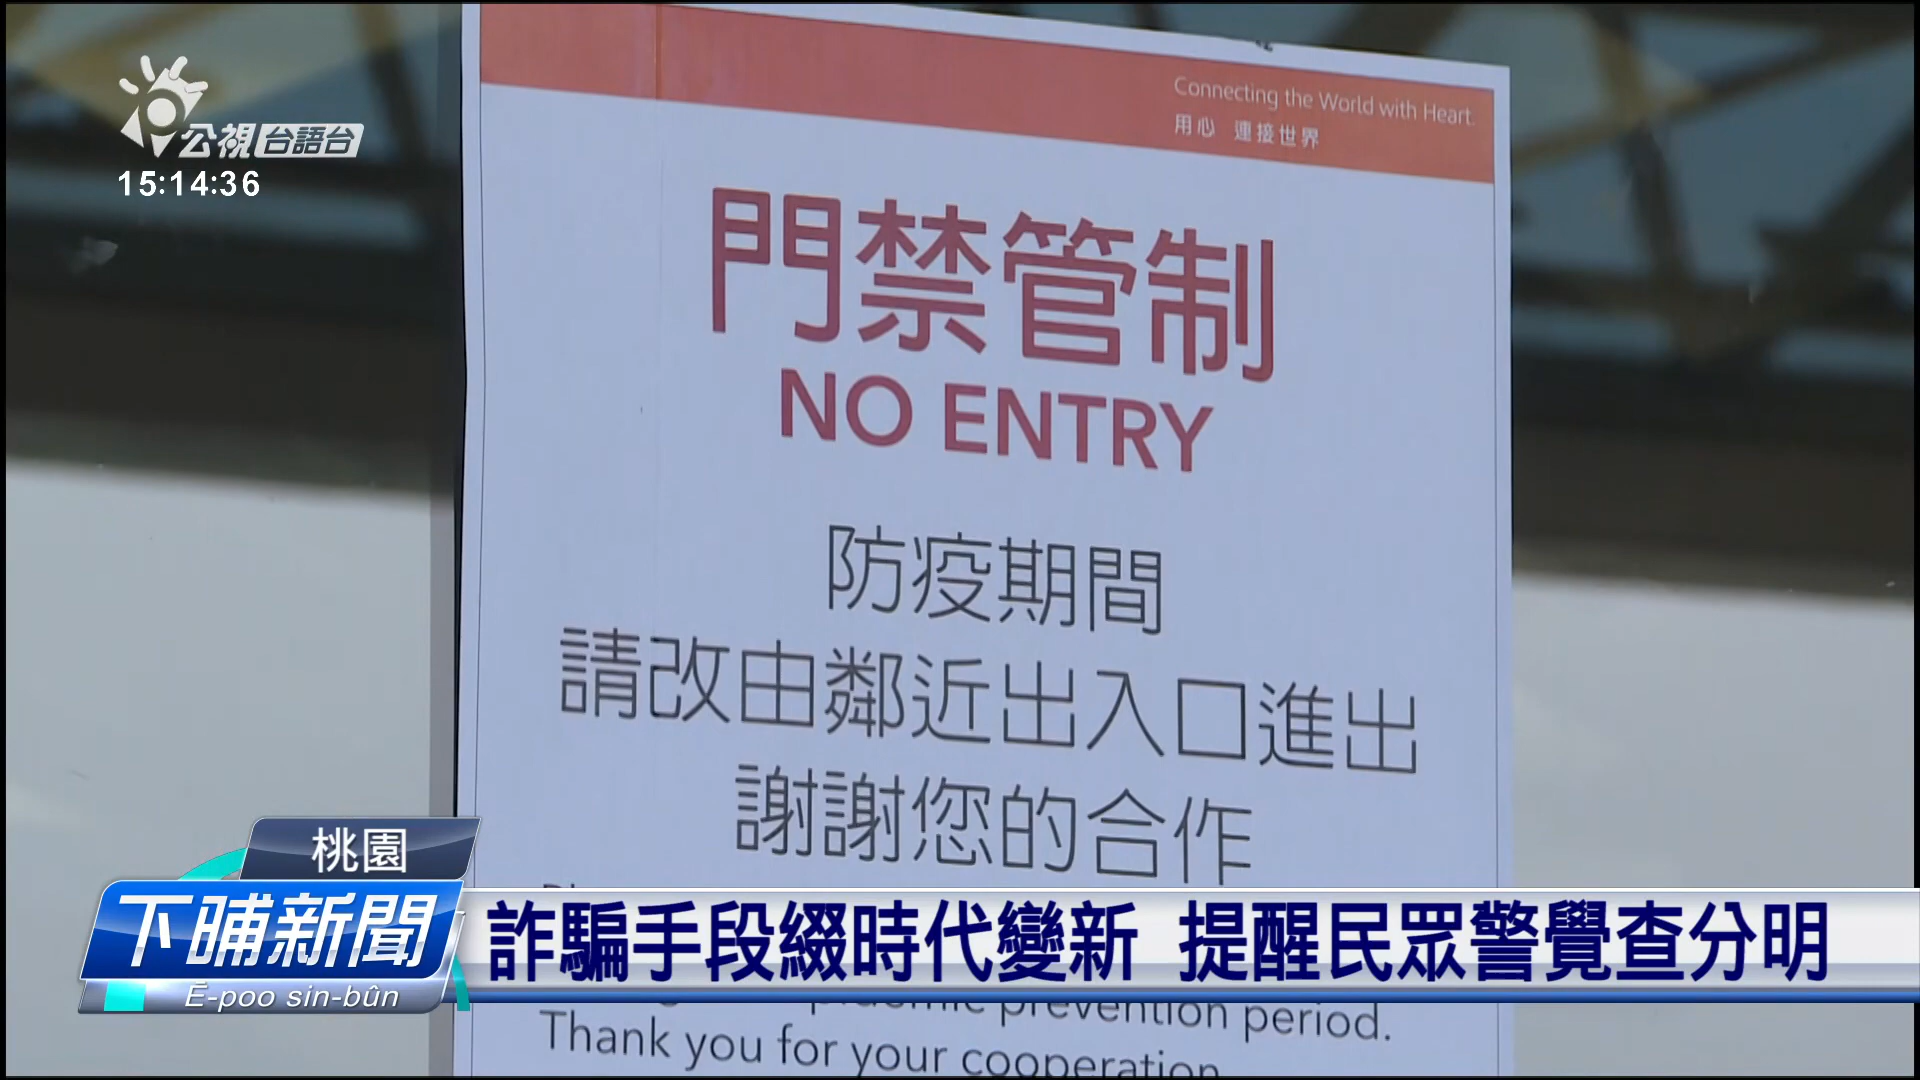 公視台語台
15:14:36
Connecting the World with Heart.
用心 連接世界
門禁管制
NO ENTRY
防疫期間
請改由鄰近出入口進出
謝謝您的合作
桃園
下晡新聞
Ē-poo sin-bûn
詐騙手段綴時代變新 提醒民眾警覺查分明
prevention period.
Thank you for your cooperation